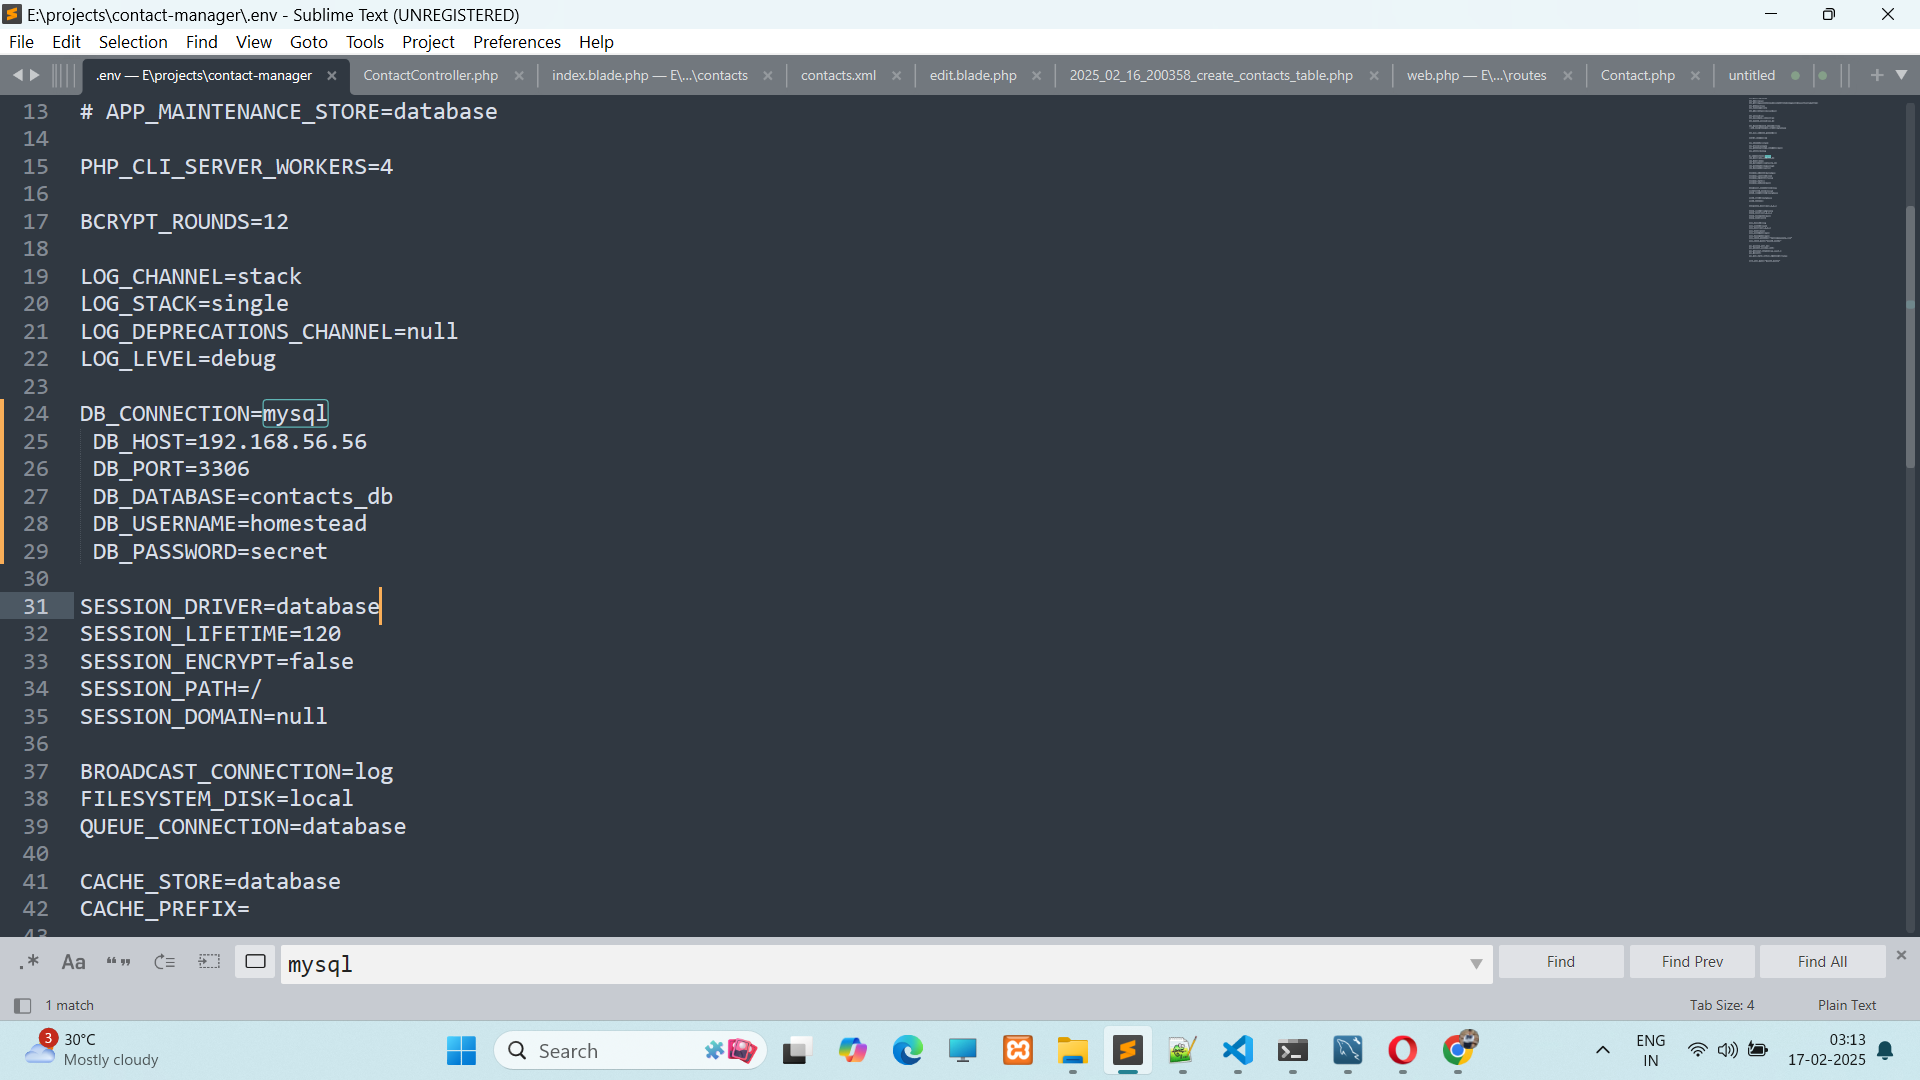 E:\projects\contact-manager\.env - Sublime Text (UNREGISTERED)
File Edit Selection Find View Goto Tools Project Preferences Help
.env — E\projects\contact-manager ContactController.php index.blade.php — E\...\contacts contacts.xml edit.blade.php 2025_02_16_200358_create_contacts_table.php web.php — E\...\routes Contact.php untitled
13 # APP_MAINTENANCE_STORE=database
14
15 PHP_CLI_SERVER_WORKERS=4
16
17 BCRYPT_ROUNDS=12
18
19 LOG_CHANNEL=stack
20 LOG_STACK=single
21 LOG_DEPRECATIONS_CHANNEL=null
22 LOG_LEVEL=debug
23
24 DB_CONNECTION=mysql
25 DB_HOST=192.168.56.56
26 DB_PORT=3306
27 DB_DATABASE=contacts_db
28 DB_USERNAME=homestead
29 DB_PASSWORD=secret
30
31 SESSION_DRIVER=database
32 SESSION_LIFETIME=120
33 SESSION_ENCRYPT=false
34 SESSION_PATH=/
35 SESSION_DOMAIN=null
36
37 BROADCAST_CONNECTION=log
38 FILESYSTEM_DISK=local
39 QUEUE_CONNECTION=database
40
41 CACHE_STORE=database
42 CACHE_PREFIX=
43
.* Aa mysql Find Find Prev Find All
1 match Tab Size: 4 Plain Text
3 30°C Mostly cloudy Search ENG IN 03:13 17-02-2025